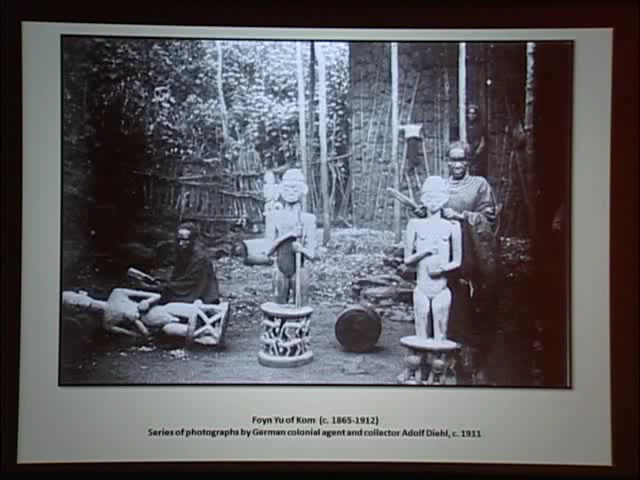 Foyn Yu of Kom (c. 1865-1912)
Series of photographs by German colonial agent and collector Adolf Diehl, c. 1911